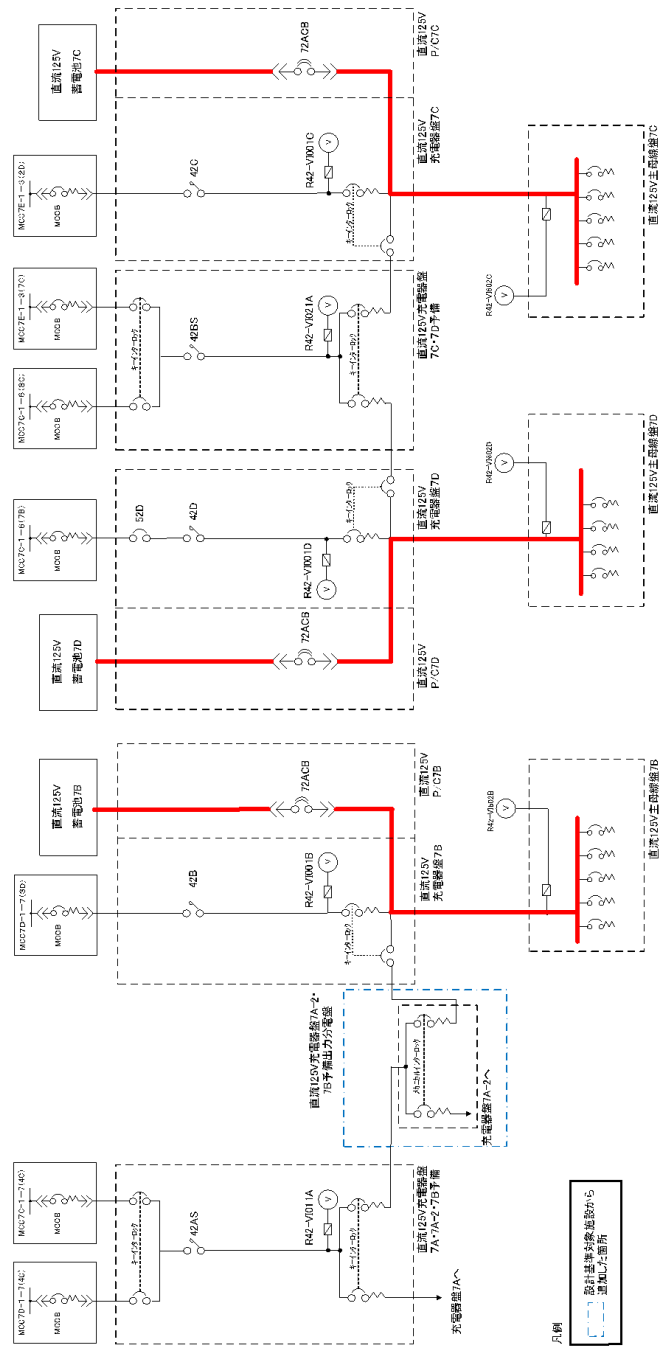 MCC7D-1-7(4C)
MCCB
MCC7C-1-7(4C)
MCCB
キーインターロック
42AS
R42-VI011A
V
キーインターロック
直流125V充電器盤
7A・7A-2・7B予備
充電器盤7Aへ
直流125V充電器盤7A-2・
7B予備出力分電盤
メカニカルインターロック
充電器盤7A-2へ
MCC7D-1-7(3D)
MCCB
42B
R42-VI001B
V
キーインターロック
直流125V
充電器盤7B
直流125V
蓄電池7B
72ACB
直流125V
P/C7B
R42-VI602B
V
直流125V主母線盤7B
直流125V
蓄電池7D
72ACB
直流125V
P/C7D
MCC7C-1-6(7B)
MCCB
52D
42D
R42-VI001D
V
キーインターロック
直流125V
充電器盤7D
R42-VI602D
V
直流125V主母線盤7D
MCC7C-1-6(8C)
MCCB
MCC7E-1-3(7C)
MCCB
キーインターロック
42BS
R42-VI021A
V
キーインターロック
直流125V充電器盤
7C・7D予備
MCC7E-1-3(2D)
MCCB
42C
R42-VI001C
V
キーインターロック
直流125V
充電器盤7C
直流125V
蓄電池7C
72ACB
直流125V
P/C7C
R42-VI602C
V
直流125V主母線盤7C
凡例
設計基準対象施設から
追加した箇所